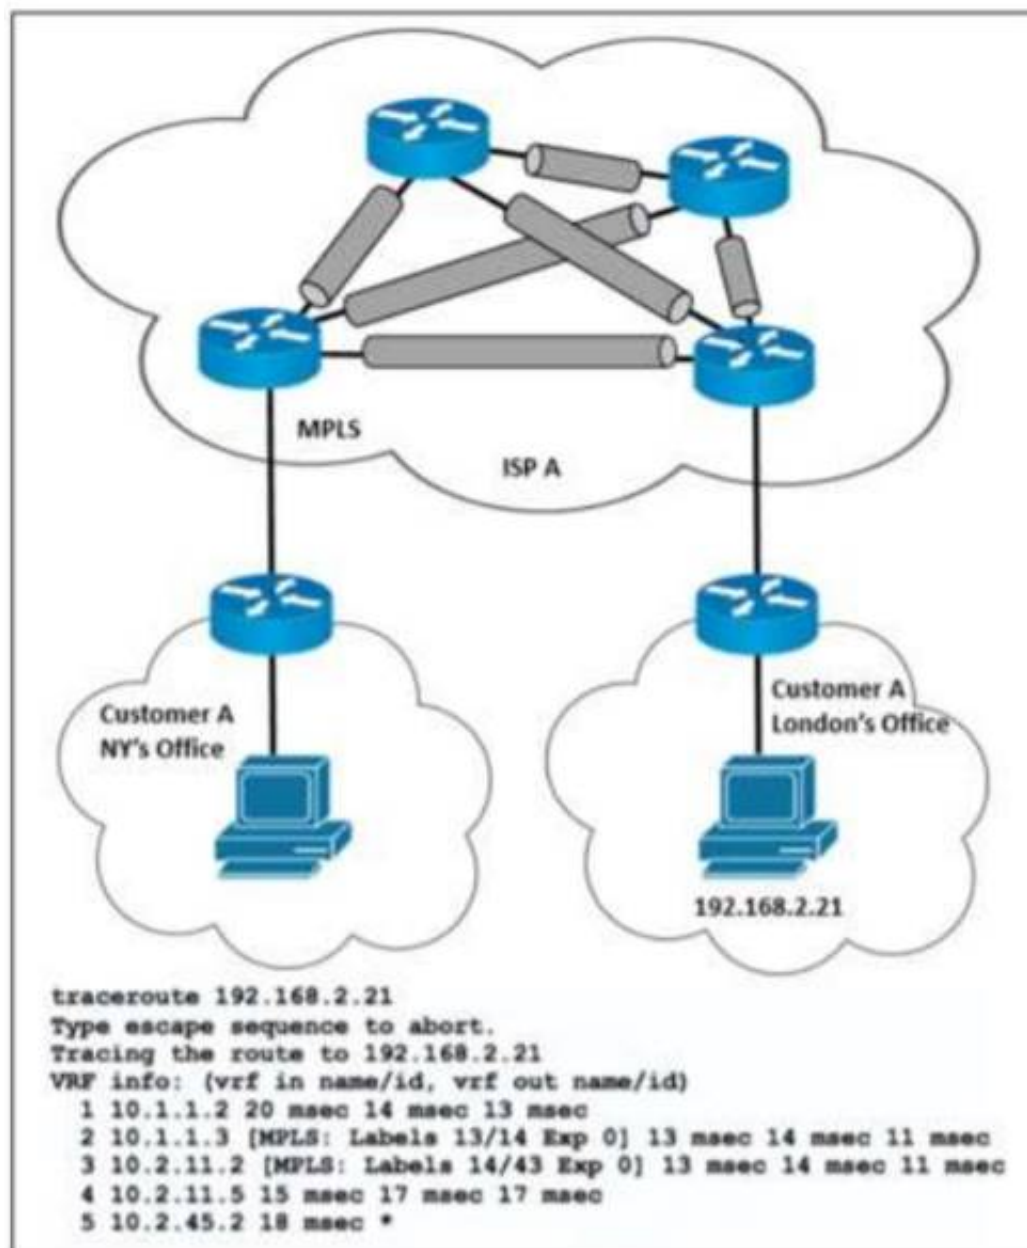 MPLS
ISP A
Customer A
NY's Office
Customer A
London's Office
192.168.2.21
traceroute 192.168.2.21
Type escape sequence to abort.
Tracing the route to 192.168.2.21
VRF info: (vrf in name/id, vrf out name/id)
1 10.1.1.2 20 msec 14 msec 13 msec
2 10.1.1.3 [MPLS: Labels 13/14 Exp 0] 13 msec 14 msec 11 msec
3 10.2.11.2 [MPLS: Labels 14/43 Exp 0] 13 msec 14 msec 11 msec
4 10.2.11.5 15 msec 17 msec 17 msec
5 10.2.45.2 18 msec *